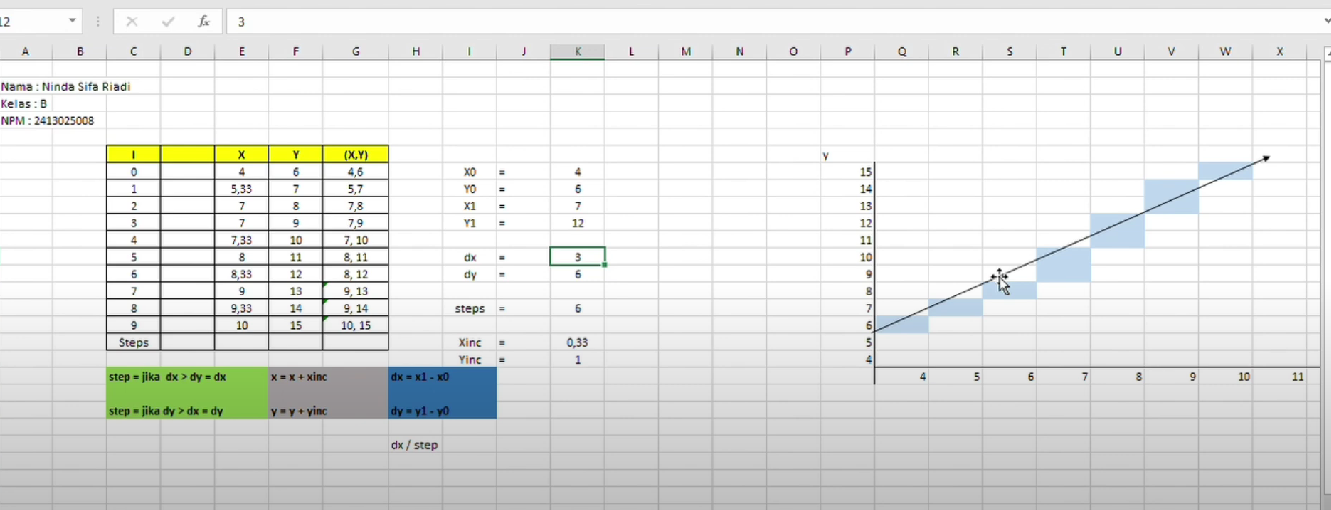 12 3
A B C D E F G H I J K L M N O P Q R S T U V W X
Nama : Ninda Sifa Riadi
Kelas : B
NPM : 2413025008
I X Y (X,Y)
0 4 6 4,6
1 5,33 7 5,7
2 7 8 7,8
3 7 9 7,9
4 7,33 10 7, 10
5 8 11 8, 11
6 8,33 12 8, 12
7 9 13 9, 13
8 9,33 14 9, 14
9 10 15 10, 15
Steps
step = jika dx > dy = dx
step = jika dy > dx = dy
x = x + xinc
y = y + yinc
dx = x1 - x0
dy = y1 - y0
dx / step
X0 = 4
Y0 = 6
X1 = 7
Y1 = 12
dx = 3
dy = 6
steps = 6
Xinc = 0,33
Yinc = 1
y
15
14
13
12
11
10
9
8
7
6
5
4
4 5 6 7 8 9 10 11